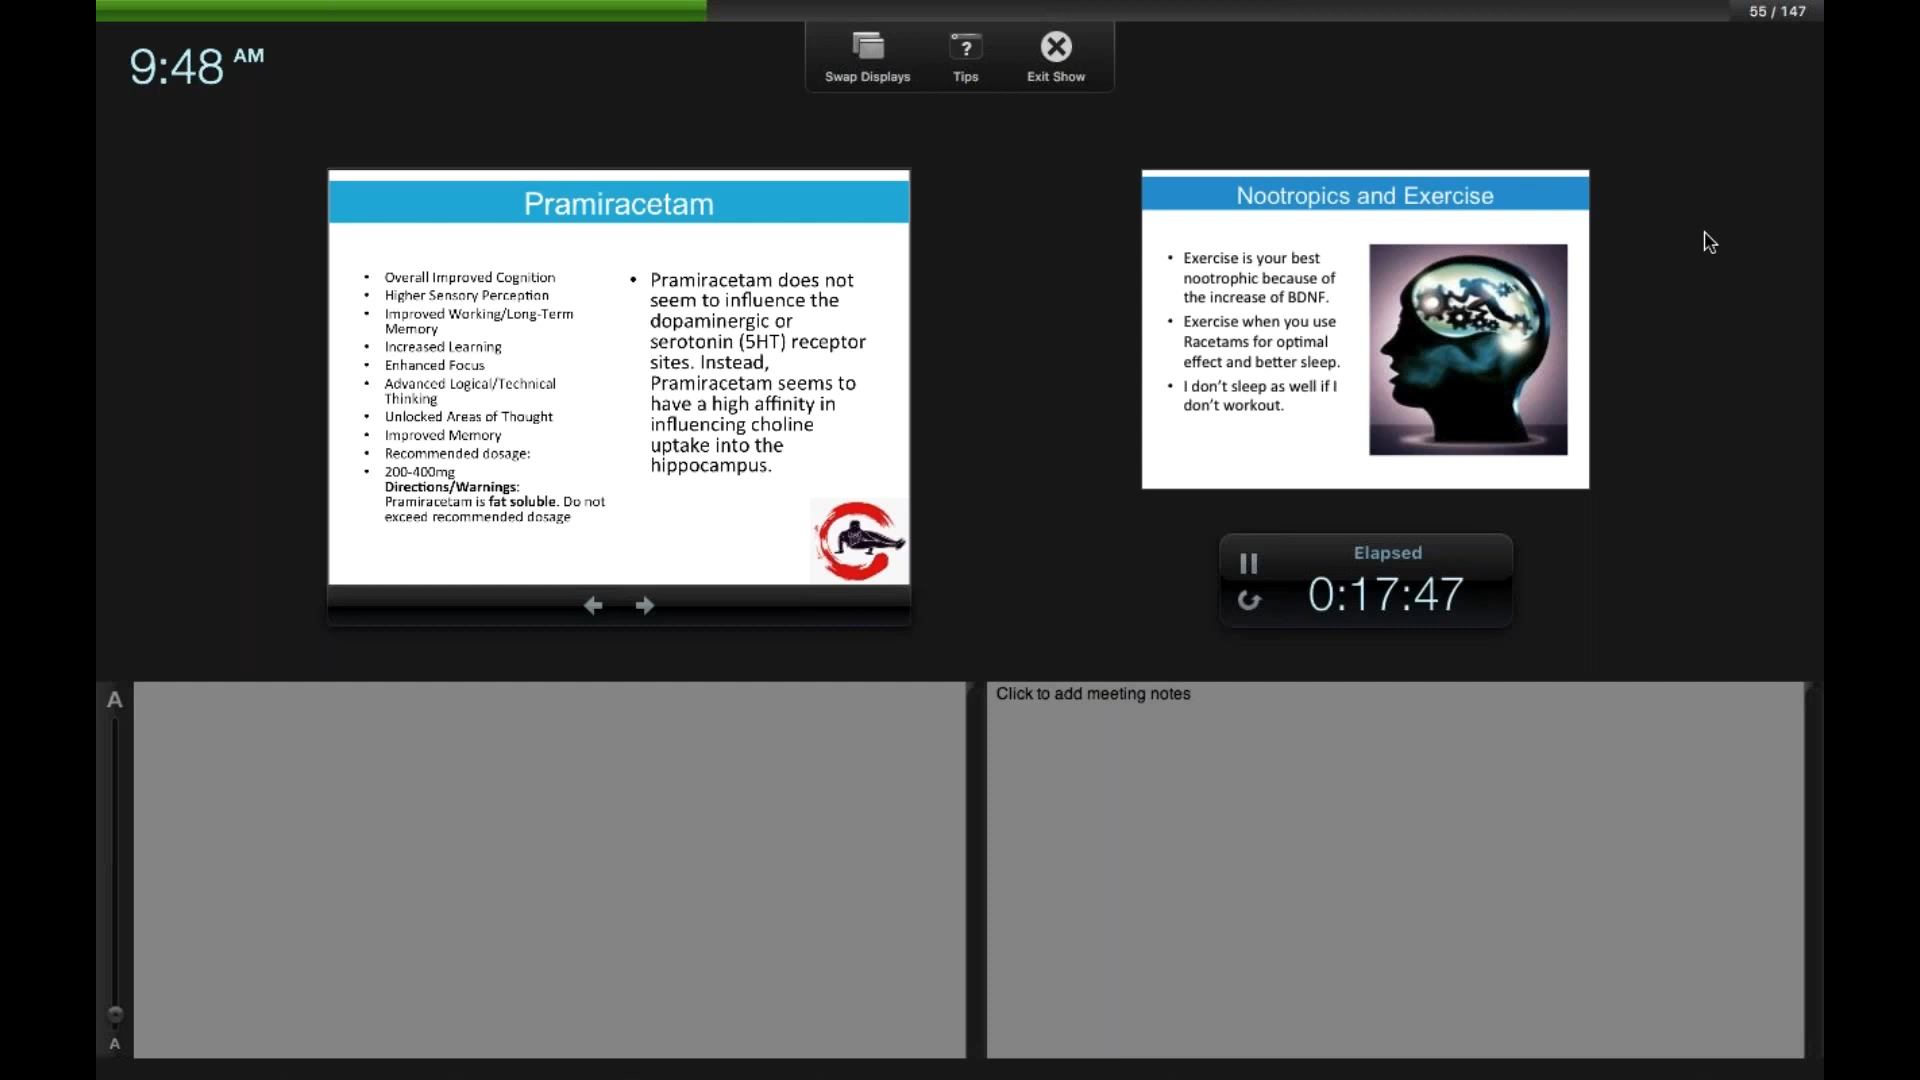 55 / 147
9:48 AM
Swap Displays
Tips
Exit Show
Pramiracetam
• Overall Improved Cognition
• Higher Sensory Perception
• Improved Working/Long-Term
Memory
• Increased Learning
• Enhanced Focus
• Advanced Logical/Technical
Thinking
• Unlocked Areas of Thought
• Improved Memory
• Recommended dosage:
• 200-400mg
Directions/Warnings:
Pramiracetam is fat soluble. Do not
exceed recommended dosage
• Pramiracetam does not
seem to influence the
dopaminergic or
serotonin (5HT) receptor
sites. Instead,
Pramiracetam seems to
have a high affinity in
influencing choline
uptake into the
hippocampus.
Nootropics and Exercise
• Exercise is your best
nootrophic because of
the increase of BDNF.
• Exercise when you use
Racetams for optimal
effect and better sleep.
• I don't sleep as well if I
don't workout.
Elapsed
0:17:47
A
A
Click to add meeting notes